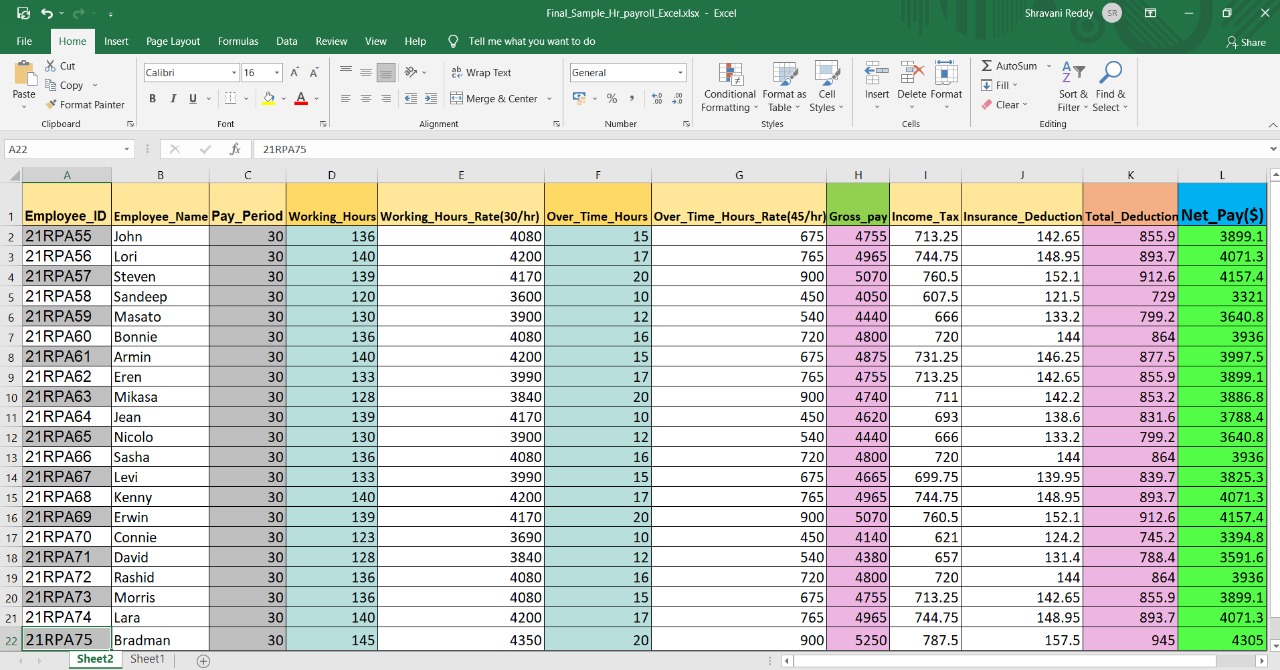 Final_Sample_Hr_payroll_Excel.xlsx - Excel
Shravani Reddy SR
File Home Insert Page Layout Formulas Data Review View Help Tell me what you want to do Share
Paste
Cut
Copy
Format Painter
Clipboard
Calibri 16 A A
B I U A
Font
Wrap Text
Merge & Center
Alignment
General
% ,
Number
Conditional Formatting
Format as Table
Cell Styles
Styles
Insert Delete Format
Cells
AutoSum
Fill
Clear
Sort & Filter
Find & Select
Editing
A22 fx 21RPA75
A B C D E F G H I J K L
1 Employee_ID Employee_Name Pay_Period Working_Hours Working_Hours_Rate(30/hr) Over_Time_Hours Over_Time_Hours_Rate(45/hr) Gross_pay Income_Tax Insurance_Deduction Total_Deduction Net_Pay($)
2 21RPA55 John 30 136 4080 15 675 4755 713.25 142.65 855.9 3899.1
3 21RPA56 Lori 30 140 4200 17 765 4965 744.75 148.95 893.7 4071.3
4 21RPA57 Steven 30 139 4170 20 900 5070 760.5 152.1 912.6 4157.4
5 21RPA58 Sandeep 30 120 3600 10 450 4050 607.5 121.5 729 3321
6 21RPA59 Masato 30 130 3900 12 540 4440 666 133.2 799.2 3640.8
7 21RPA60 Bonnie 30 136 4080 16 720 4800 720 144 864 3936
8 21RPA61 Armin 30 140 4200 15 675 4875 731.25 146.25 877.5 3997.5
9 21RPA62 Eren 30 133 3990 17 765 4755 713.25 142.65 855.9 3899.1
10 21RPA63 Mikasa 30 128 3840 20 900 4740 711 142.2 853.2 3886.8
11 21RPA64 Jean 30 139 4170 10 450 4620 693 138.6 831.6 3788.4
12 21RPA65 Nicolo 30 130 3900 12 540 4440 666 133.2 799.2 3640.8
13 21RPA66 Sasha 30 136 4080 16 720 4800 720 144 864 3936
14 21RPA67 Levi 30 133 3990 15 675 4665 699.75 139.95 839.7 3825.3
15 21RPA68 Kenny 30 140 4200 17 765 4965 744.75 148.95 893.7 4071.3
16 21RPA69 Erwin 30 139 4170 20 900 5070 760.5 152.1 912.6 4157.4
17 21RPA70 Connie 30 123 3690 10 450 4140 621 124.2 745.2 3394.8
18 21RPA71 David 30 128 3840 12 540 4380 657 131.4 788.4 3591.6
19 21RPA72 Rashid 30 136 4080 16 720 4800 720 144 864 3936
20 21RPA73 Morris 30 136 4080 15 675 4755 713.25 142.65 855.9 3899.1
21 21RPA74 Lara 30 140 4200 17 765 4965 744.75 148.95 893.7 4071.3
22 21RPA75 Bradman 30 145 4350 20 900 5250 787.5 157.5 945 4305
Sheet2 Sheet1